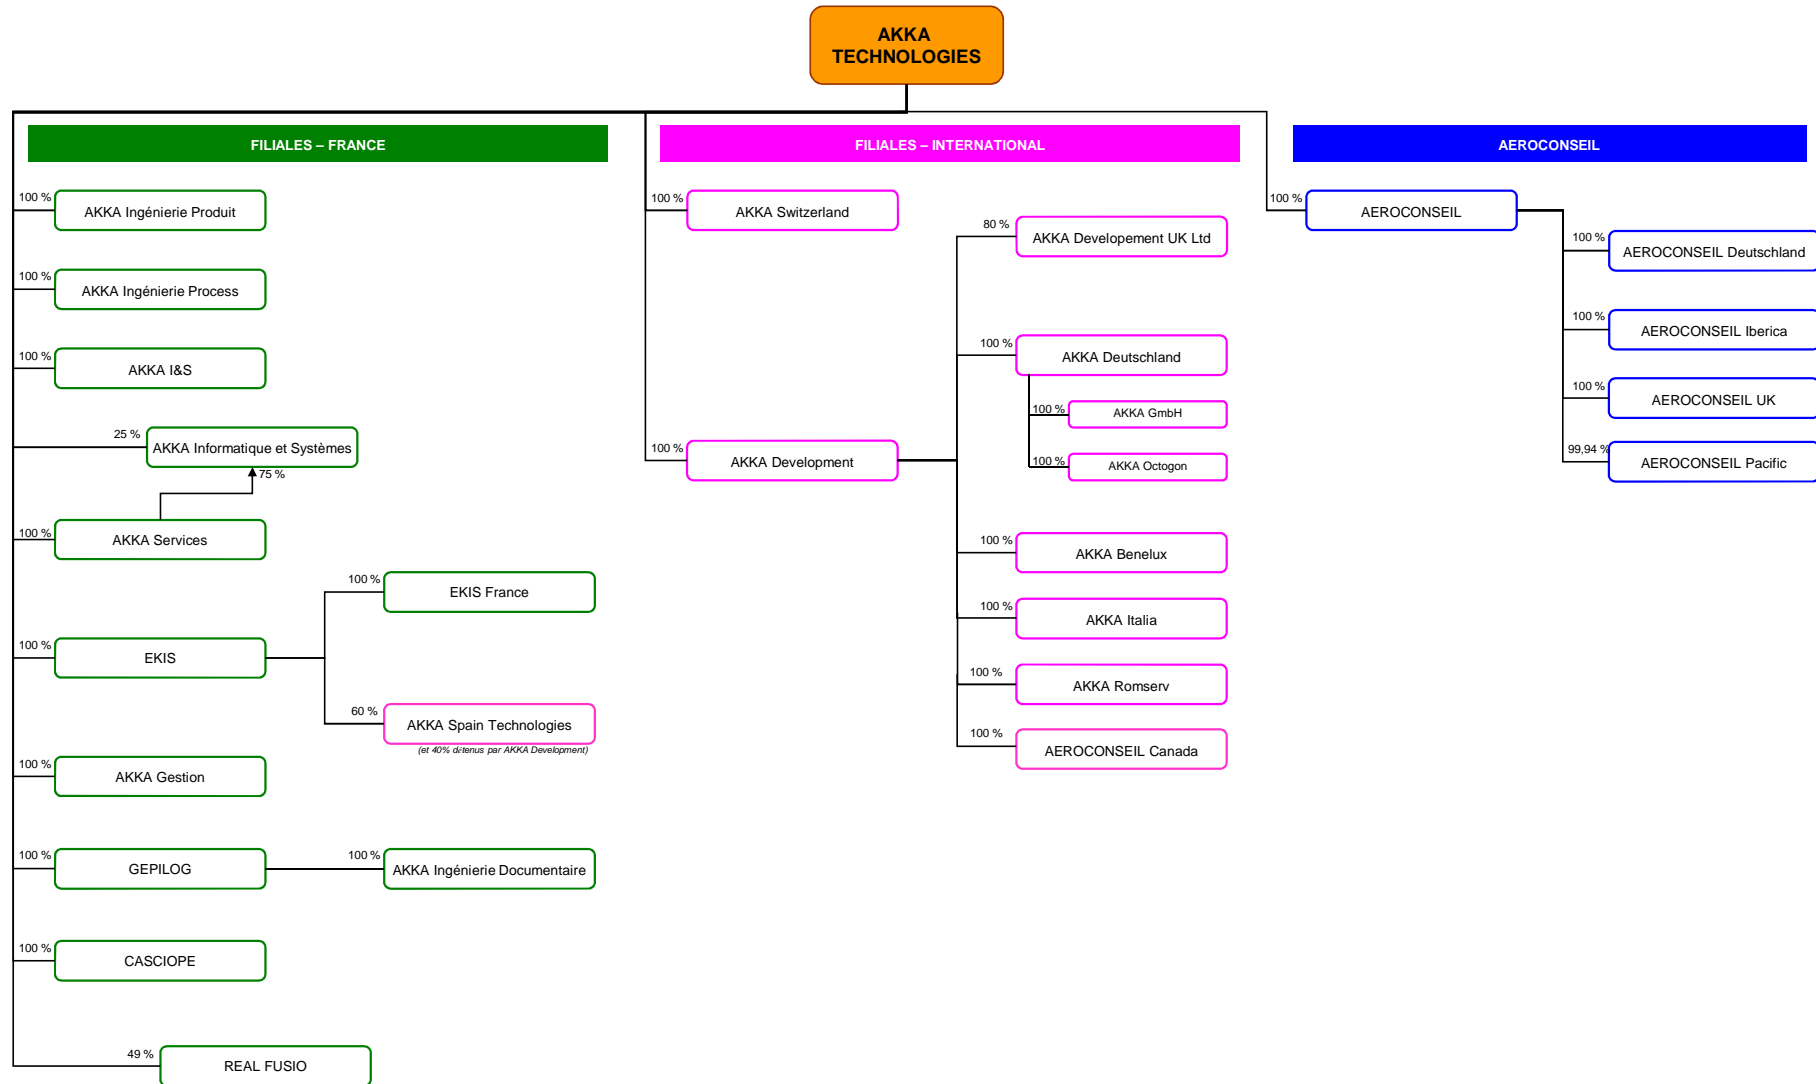 AKKA
TECHNOLOGIES
FILIALES – FRANCE
100 %
AKKA Ingénierie Produit
100 %
AKKA Ingénierie Process
100 %
AKKA I&S
25 %
AKKA Informatique et Systèmes
75 %
100 %
AKKA Services
100 %
EKIS France
100 %
EKIS
60 %
AKKA Spain Technologies
(et 40% détenus par AKKA Development)
100 %
AKKA Gestion
100 %
GEPILOG
100 %
AKKA Ingénierie Documentaire
100 %
CASCIOPE
49 %
REAL FUSIO
FILIALES – INTERNATIONAL
100 %
AKKA Switzerland
80 %
AKKA Developement UK Ltd
100 %
AKKA Deutschland
100 %
AKKA GmbH
100 %
AKKA Development
100 %
AKKA Octogon
100 %
AKKA Benelux
100 %
AKKA Italia
100 %
AKKA Romserv
100 %
AEROCONSEIL Canada
AEROCONSEIL
100 %
AEROCONSEIL
100 %
AEROCONSEIL Deutschland
100 %
AEROCONSEIL Iberica
100 %
AEROCONSEIL UK
99,94 %
AEROCONSEIL Pacific